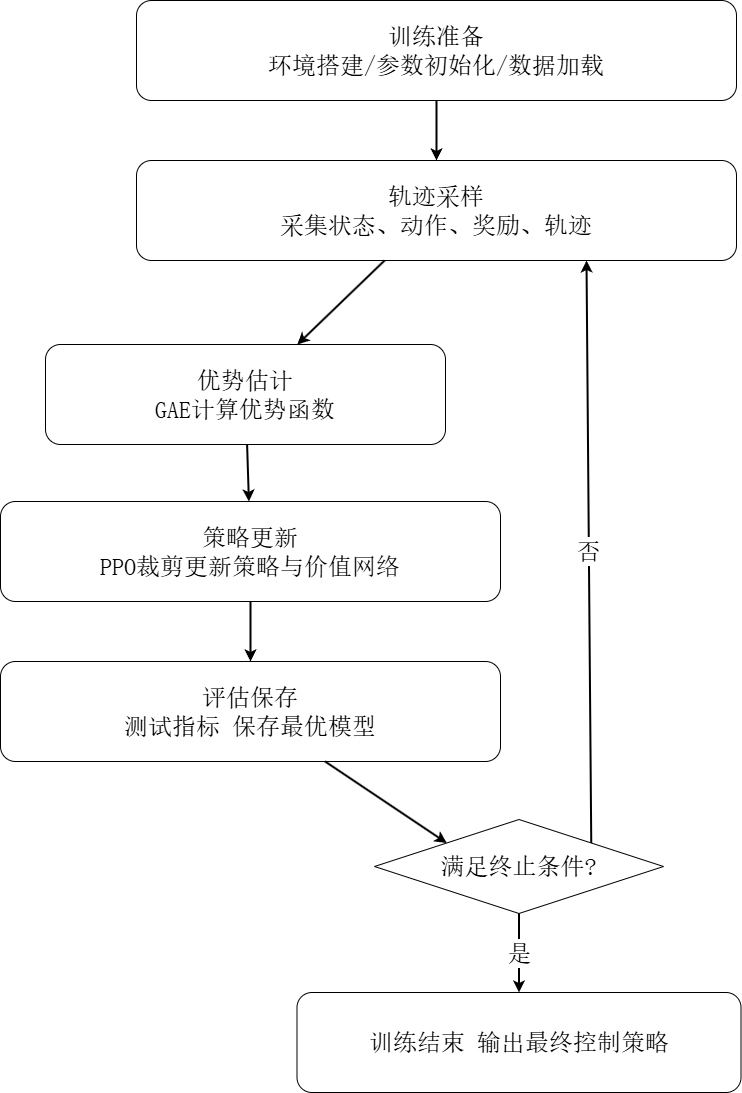 训练准备
环境搭建/参数初始化/数据加载
轨迹采样
采集状态、动作、奖励、轨迹
优势估计
GAE计算优势函数
策略更新
PPO裁剪更新策略与价值网络
评估保存
测试指标 保存最优模型
否
满足终止条件?
是
训练结束 输出最终控制策略